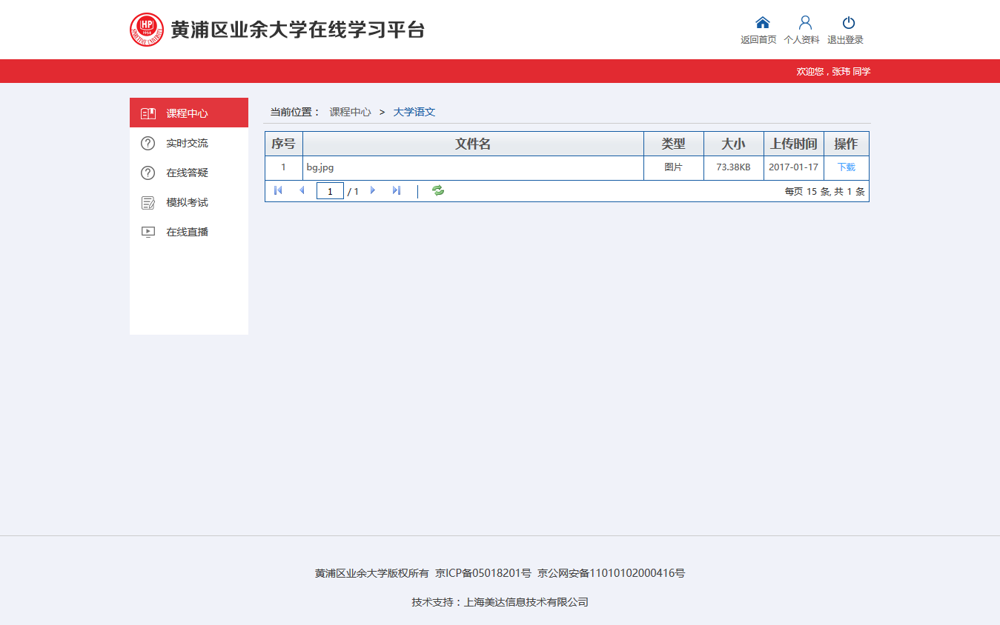 HP
1958
黄浦区业余大学在线学习平台
返回首页 个人资料 退出登录
欢迎您，张玮 同学
课程中心
实时交流
在线答疑
模拟考试
在线直播
当前位置： 课程中心 > 大学语文
序号 文件名 类型 大小 上传时间 操作
1 bg.jpg 图片 73.38KB 2017-01-17 下载
1 / 1 每页 15 条, 共 1 条
黄浦区业余大学版权所有 京ICP备05018201号 京公网安备11010102000416号
技术支持：上海美达信息技术有限公司